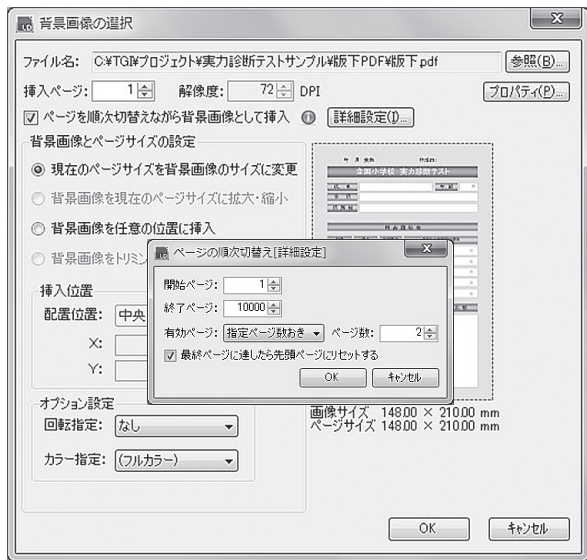 背景画像の選択
ファイル名: C:¥TGI¥プロジェクト¥実力診断テストサンプル¥版下PDF¥版下.pdf 参照(B)...
挿入ページ: 1 解像度: 72 DPI プロパティ(P)...
ページを順次切替えながら背景画像として挿入 詳細設定(I)...
背景画像とページサイズの設定
現在のページサイズを背景画像のサイズに変更
背景画像を現在のページサイズに拡大・縮小
背景画像を任意の位置に挿入
背景画像をトリミン
全国小学校 実力診断テスト
ページの順次切替え[詳細設定]
開始ページ: 1
終了ページ: 10000
有効ページ: 指定ページ数おき ページ数: 2
最終ページに達したら先頭ページにリセットする
OK キャンセル
挿入位置
配置位置: 中央
X:
Y:
画像サイズ 148.00 × 210.00 mm
ページサイズ 148.00 × 210.00 mm
オプション設定
回転指定: なし
カラー指定: (フルカラー)
OK キャンセル